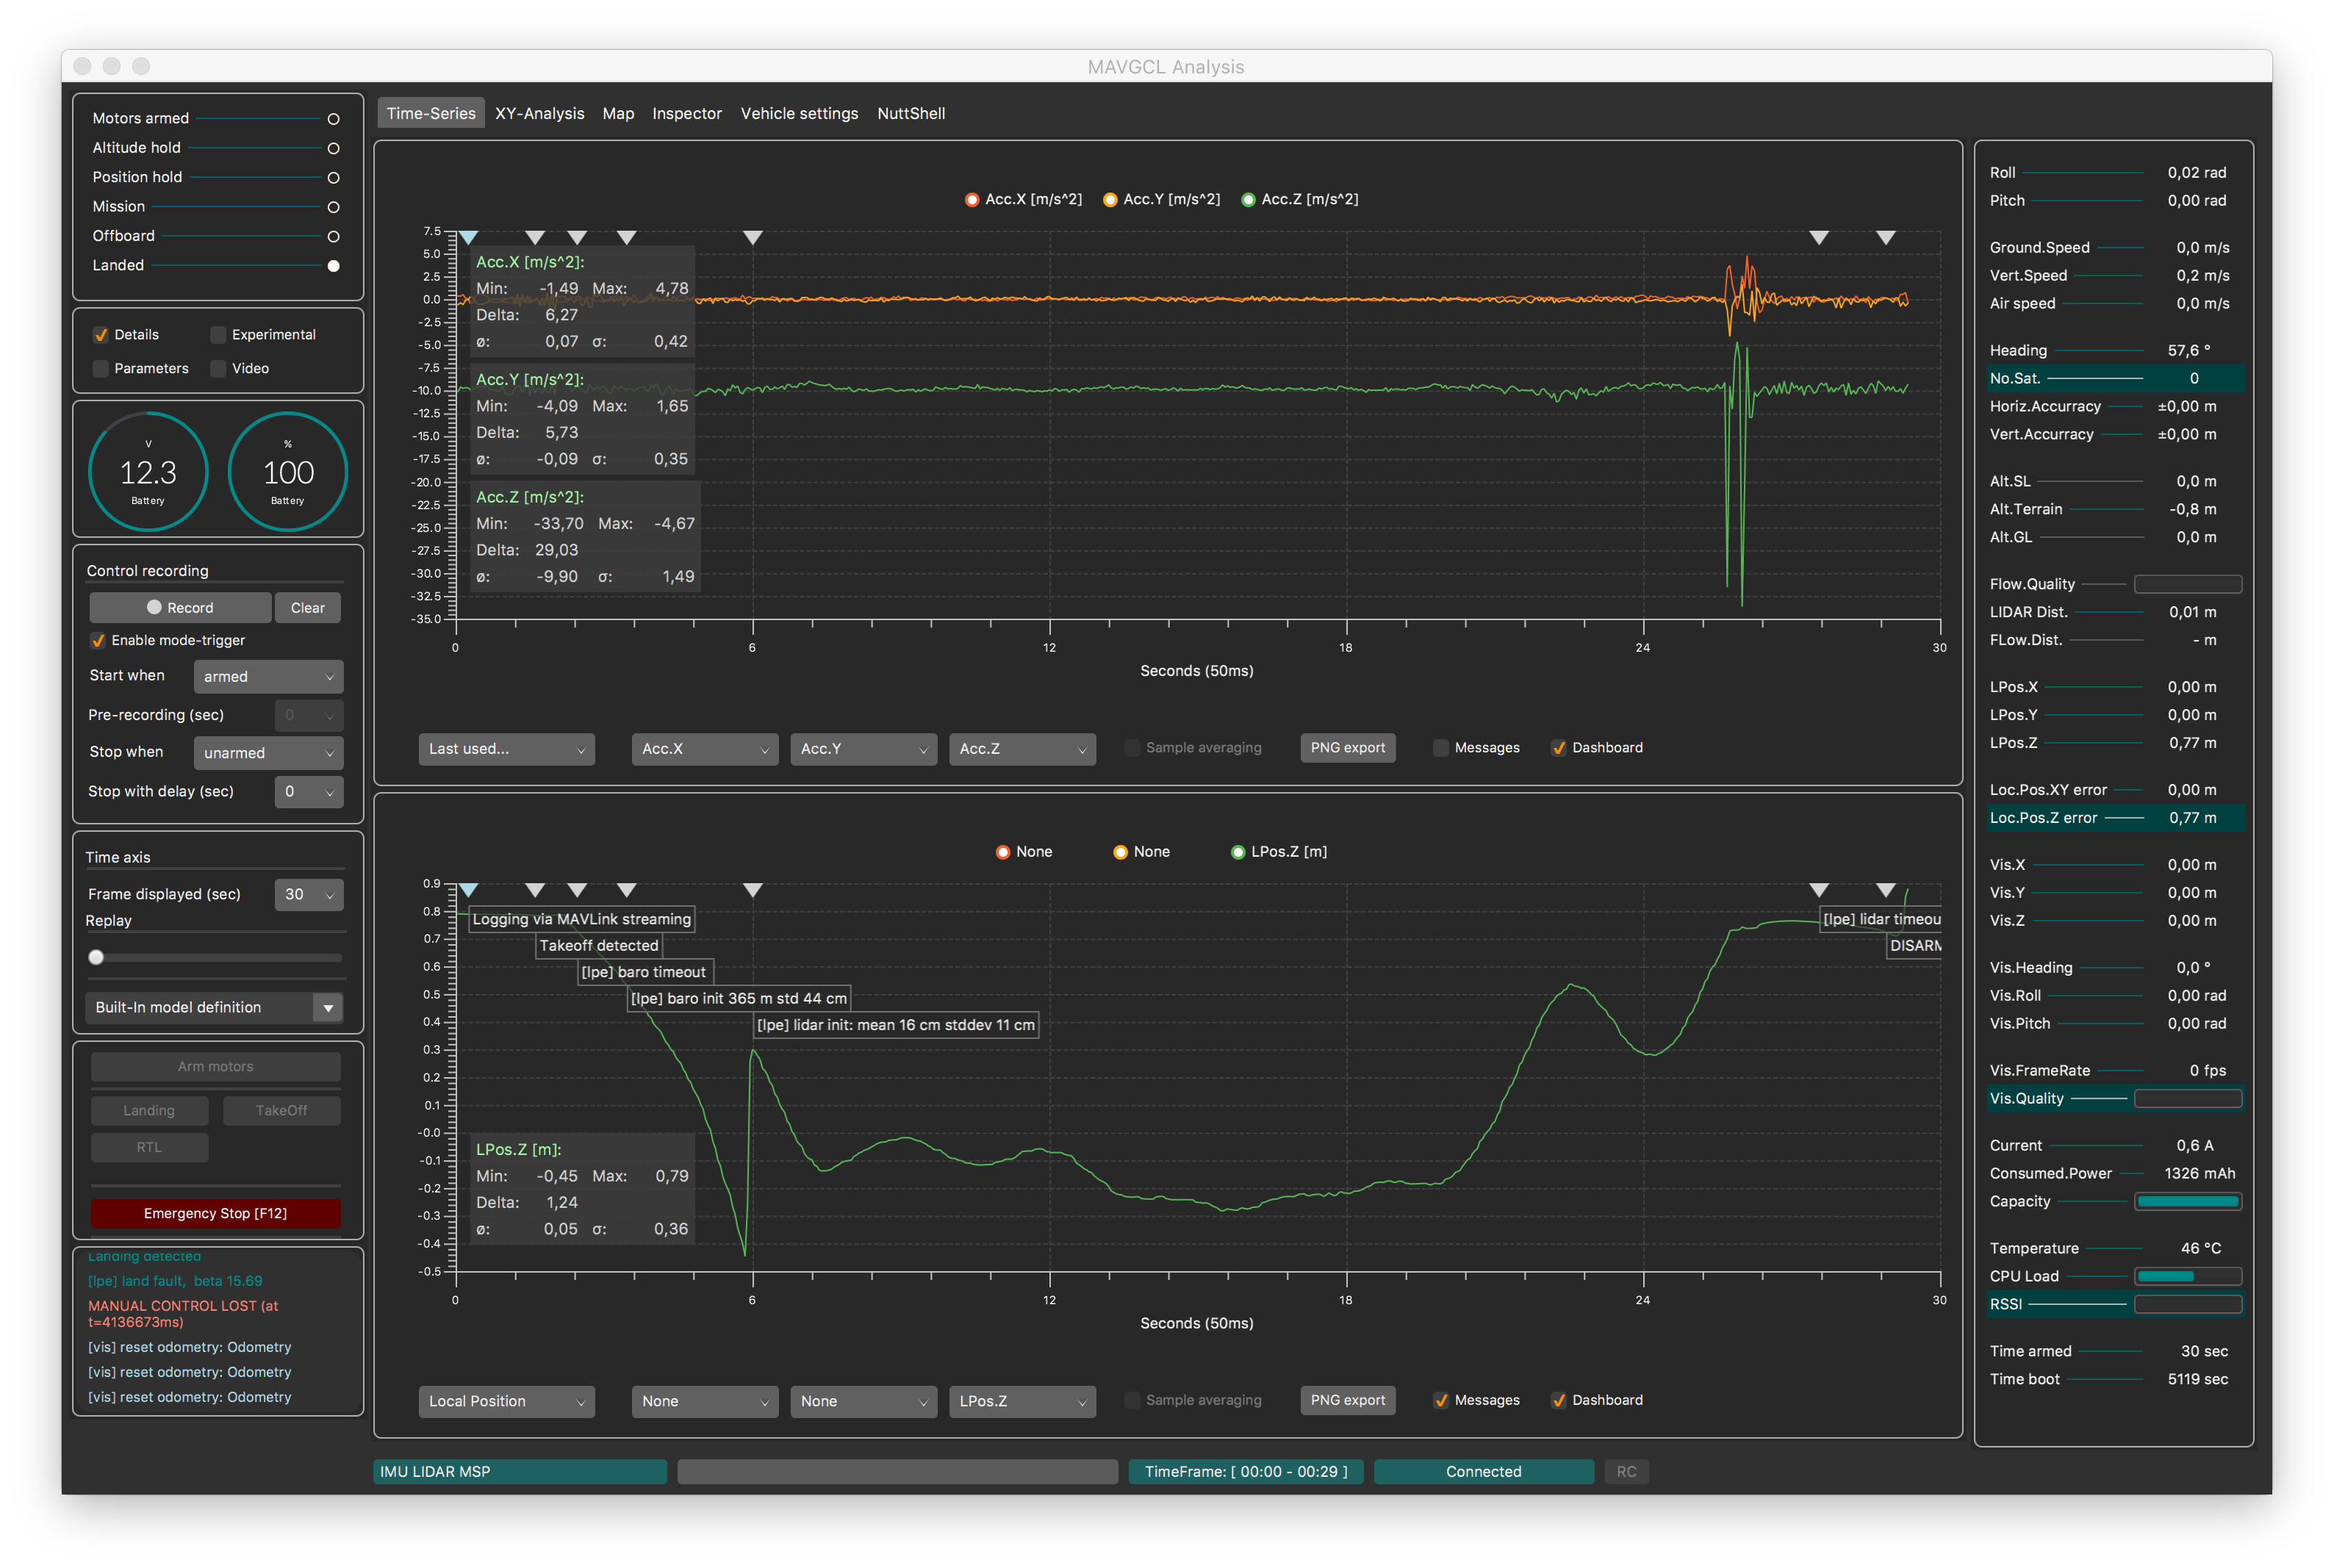 MAVGCL Analysis
Motors armed
Altitude hold
Position hold
Mission
Offboard
Landed
Details Experimental
Parameters Video
V
12.3
Battery
%
100
Battery
Control recording
Record Clear
Enable mode-trigger
Start when armed
Pre-recording (sec) 0
Stop when unarmed
Stop with delay (sec) 0
Time axis
Frame displayed (sec) 30
Replay
Built-In model definition
Arm motors
Landing TakeOff
RTL
Emergency Stop [F12]
Landing detected
[lpe] land fault, beta 15.69
MANUAL CONTROL LOST (at
t=4136673ms)
[vis] reset odometry: Odometry
[vis] reset odometry: Odometry
[vis] reset odometry: Odometry
Time-Series XY-Analysis Map Inspector Vehicle settings NuttShell
Acc.X [m/s^2] Acc.Y [m/s^2] Acc.Z [m/s^2]
7.5
5.0
2.5
0.0
-2.5
-5.0
-7.5
-10.0
-12.5
-15.0
-17.5
-20.0
-22.5
-25.0
-27.5
-30.0
-32.5
-35.0
Acc.X [m/s^2]:
Min: -1,49 Max: 4,78
Delta: 6,27
ø: 0,07 σ: 0,42
Acc.Y [m/s^2]:
Min: -4,09 Max: 1,65
Delta: 5,73
ø: -0,09 σ: 0,35
Acc.Z [m/s^2]:
Min: -33,70 Max: -4,67
Delta: 29,03
ø: -9,90 σ: 1,49
0 6 12 18 24 30
Seconds (50ms)
Last used... Acc.X Acc.Y Acc.Z Sample averaging PNG export Messages Dashboard
None None LPos.Z [m]
0.9
0.8
0.7
0.6
0.5
0.4
0.3
0.2
0.1
-0.0
-0.1
-0.2
-0.3
-0.4
-0.5
Logging via MAVLink streaming
Takeoff detected
[lpe] baro timeout
[lpe] baro init 365 m std 44 cm
[lpe] lidar init: mean 16 cm stddev 11 cm
[lpe] lidar timeou
DISARM
LPos.Z [m]:
Min: -0,45 Max: 0,79
Delta: 1,24
ø: 0,05 σ: 0,36
0 6 12 18 24 30
Seconds (50ms)
Local Position None None LPos.Z Sample averaging PNG export Messages Dashboard
IMU LIDAR MSP TimeFrame: [ 00:00 - 00:29 ] Connected RC
Roll 0,02 rad
Pitch 0,00 rad
Ground.Speed 0,0 m/s
Vert.Speed 0,2 m/s
Air speed 0,0 m/s
Heading 57,6 °
No.Sat. 0
Horiz.Accurracy ±0,00 m
Vert.Accurracy ±0,00 m
Alt.SL 0,0 m
Alt.Terrain -0,8 m
Alt.GL 0,0 m
Flow.Quality
LIDAR Dist. 0,01 m
FLow.Dist. - m
LPos.X 0,00 m
LPos.Y 0,00 m
LPos.Z 0,77 m
Loc.Pos.XY error 0,00 m
Loc.Pos.Z error 0,77 m
Vis.X 0,00 m
Vis.Y 0,00 m
Vis.Z 0,00 m
Vis.Heading 0,0 °
Vis.Roll 0,00 rad
Vis.Pitch 0,00 rad
Vis.FrameRate 0 fps
Vis.Quality
Current 0,6 A
Consumed.Power 1326 mAh
Capacity
Temperature 46 °C
CPU Load
RSSI
Time armed 30 sec
Time boot 5119 sec